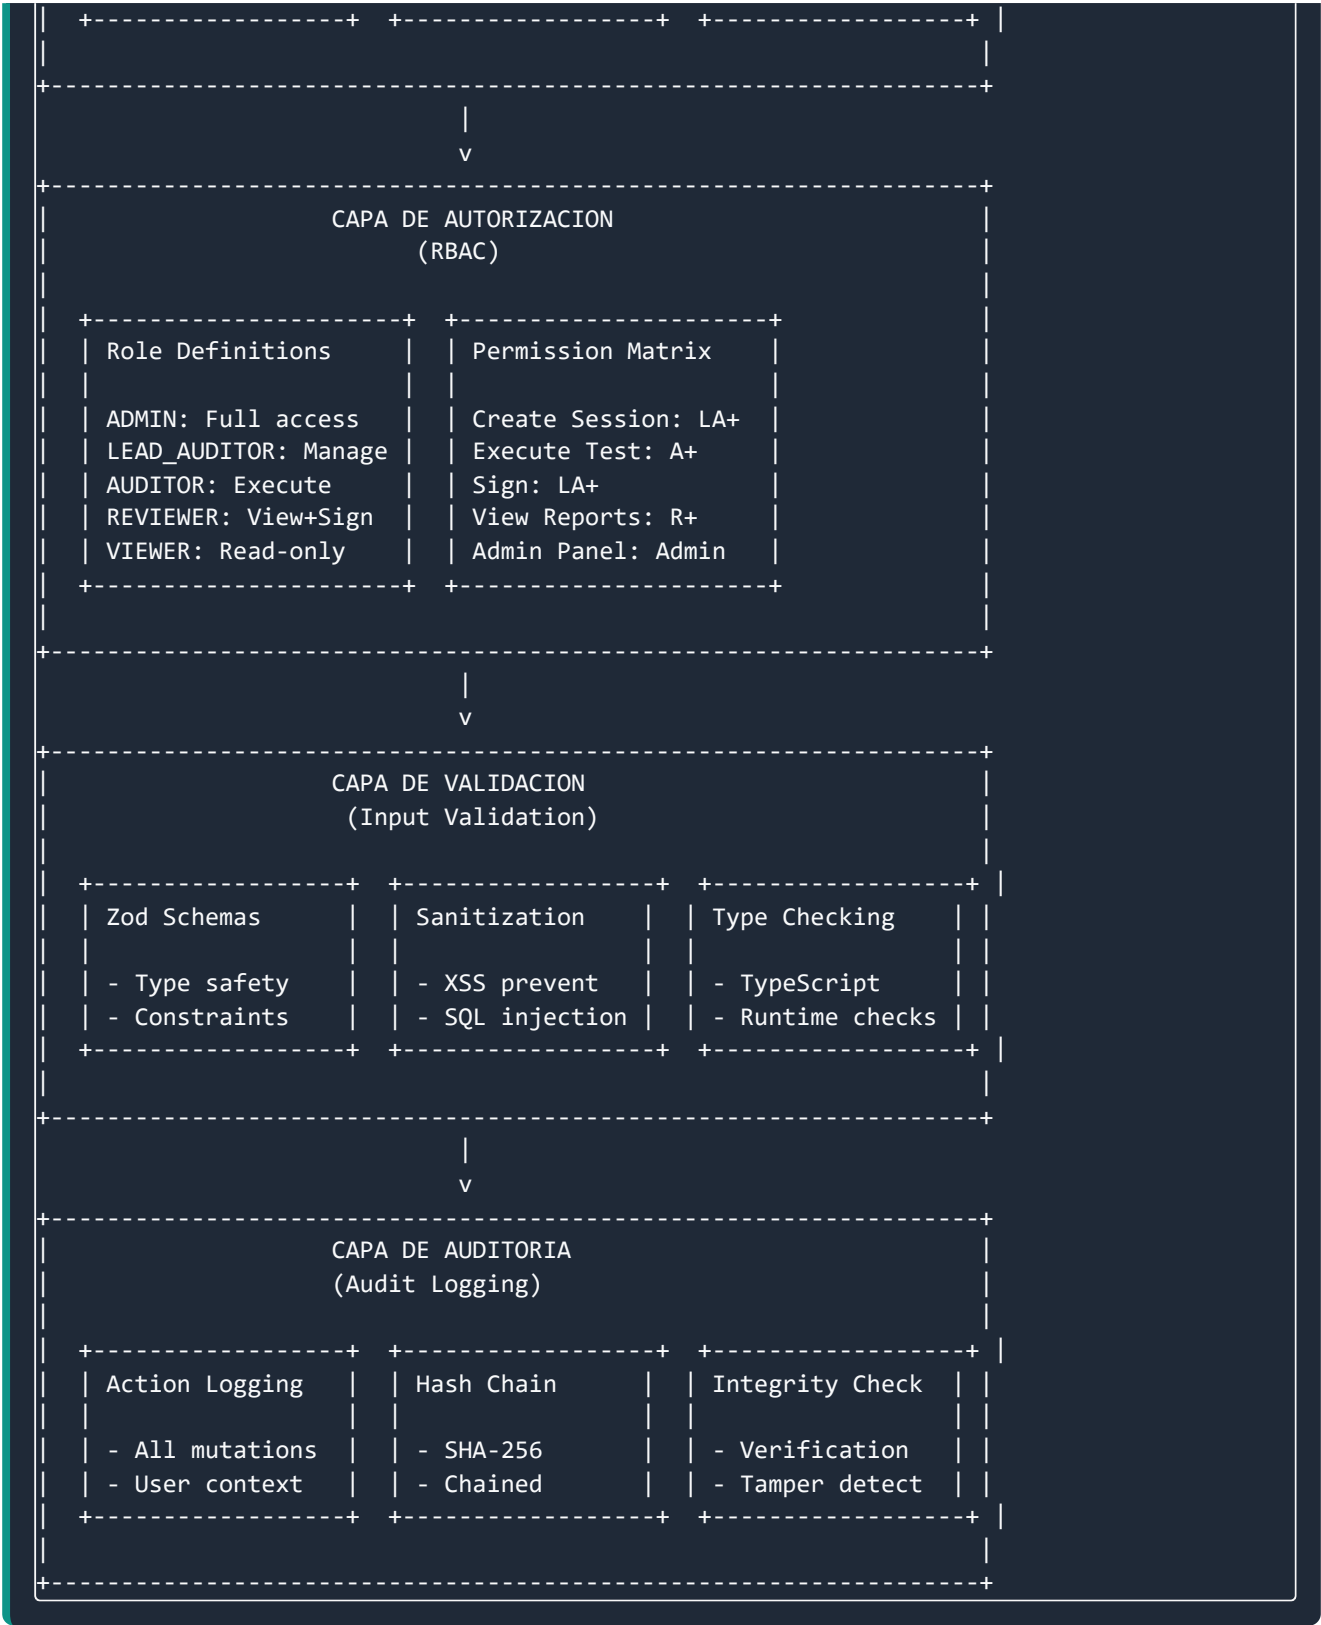 |  +------------------+  +------------------+  +------------------+ |
|                                                                  |
+------------------------------------------------------------------+
                              |
                              v
+------------------------------------------------------------------+
|                    CAPA DE AUTORIZACION                          |
|                          (RBAC)                                  |
|                                                                  |
|  +----------------------+  +----------------------+              |
|  | Role Definitions     |  | Permission Matrix    |              |
|  |                      |  |                      |              |
|  | ADMIN: Full access   |  | Create Session: LA+  |              |
|  | LEAD_AUDITOR: Manage |  | Execute Test: A+     |              |
|  | AUDITOR: Execute     |  | Sign: LA+            |              |
|  | REVIEWER: View+Sign  |  | View Reports: R+     |              |
|  | VIEWER: Read-only    |  | Admin Panel: Admin   |              |
|  +----------------------+  +----------------------+              |
|                                                                  |
+------------------------------------------------------------------+
                              |
                              v
+------------------------------------------------------------------+
|                    CAPA DE VALIDACION                            |
|                     (Input Validation)                           |
|                                                                  |
|  +------------------+  +------------------+  +------------------+ |
|  | Zod Schemas      |  | Sanitization    |  | Type Checking    | |
|  |                  |  |                 |  |                  | |
|  | - Type safety    |  | - XSS prevent   |  | - TypeScript     | |
|  | - Constraints    |  | - SQL injection |  | - Runtime checks | |
|  +------------------+  +------------------+  +------------------+ |
|                                                                  |
+------------------------------------------------------------------+
                              |
                              v
+------------------------------------------------------------------+
|                    CAPA DE AUDITORIA                             |
|                    (Audit Logging)                               |
|                                                                  |
|  +------------------+  +------------------+  +------------------+ |
|  | Action Logging   |  | Hash Chain      |  | Integrity Check  | |
|  |                  |  |                 |  |                  | |
|  | - All mutations  |  | - SHA-256       |  | - Verification   | |
|  | - User context   |  | - Chained       |  | - Tamper detect  | |
|  +------------------+  +------------------+  +------------------+ |
|                                                                  |
+------------------------------------------------------------------+